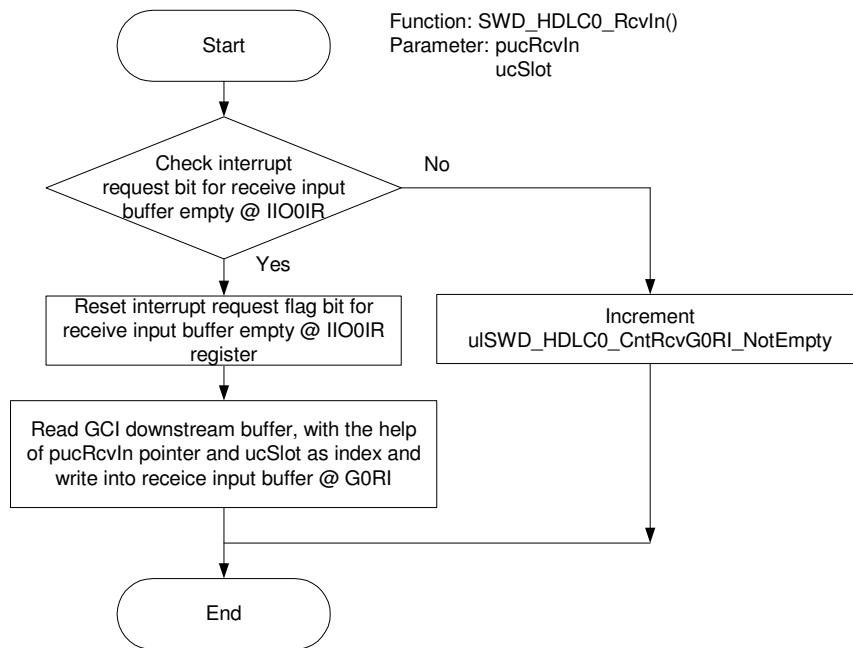 Start
Function: SWD_HDLC0_RcvIn()
Parameter: pucRcvIn
ucSlot
Check interrupt
request bit for receive input
buffer empty @ IIO0IR
No
Yes
Reset interrupt request flag bit for
receive input buffer empty @ IIO0IR
register
Increment
ulSWD_HDLC0_CntRcvG0RI_NotEmpty
Read GCI downstream buffer, with the help
of pucRcvIn pointer and ucSlot as index and
write into receice input buffer @ G0RI
End